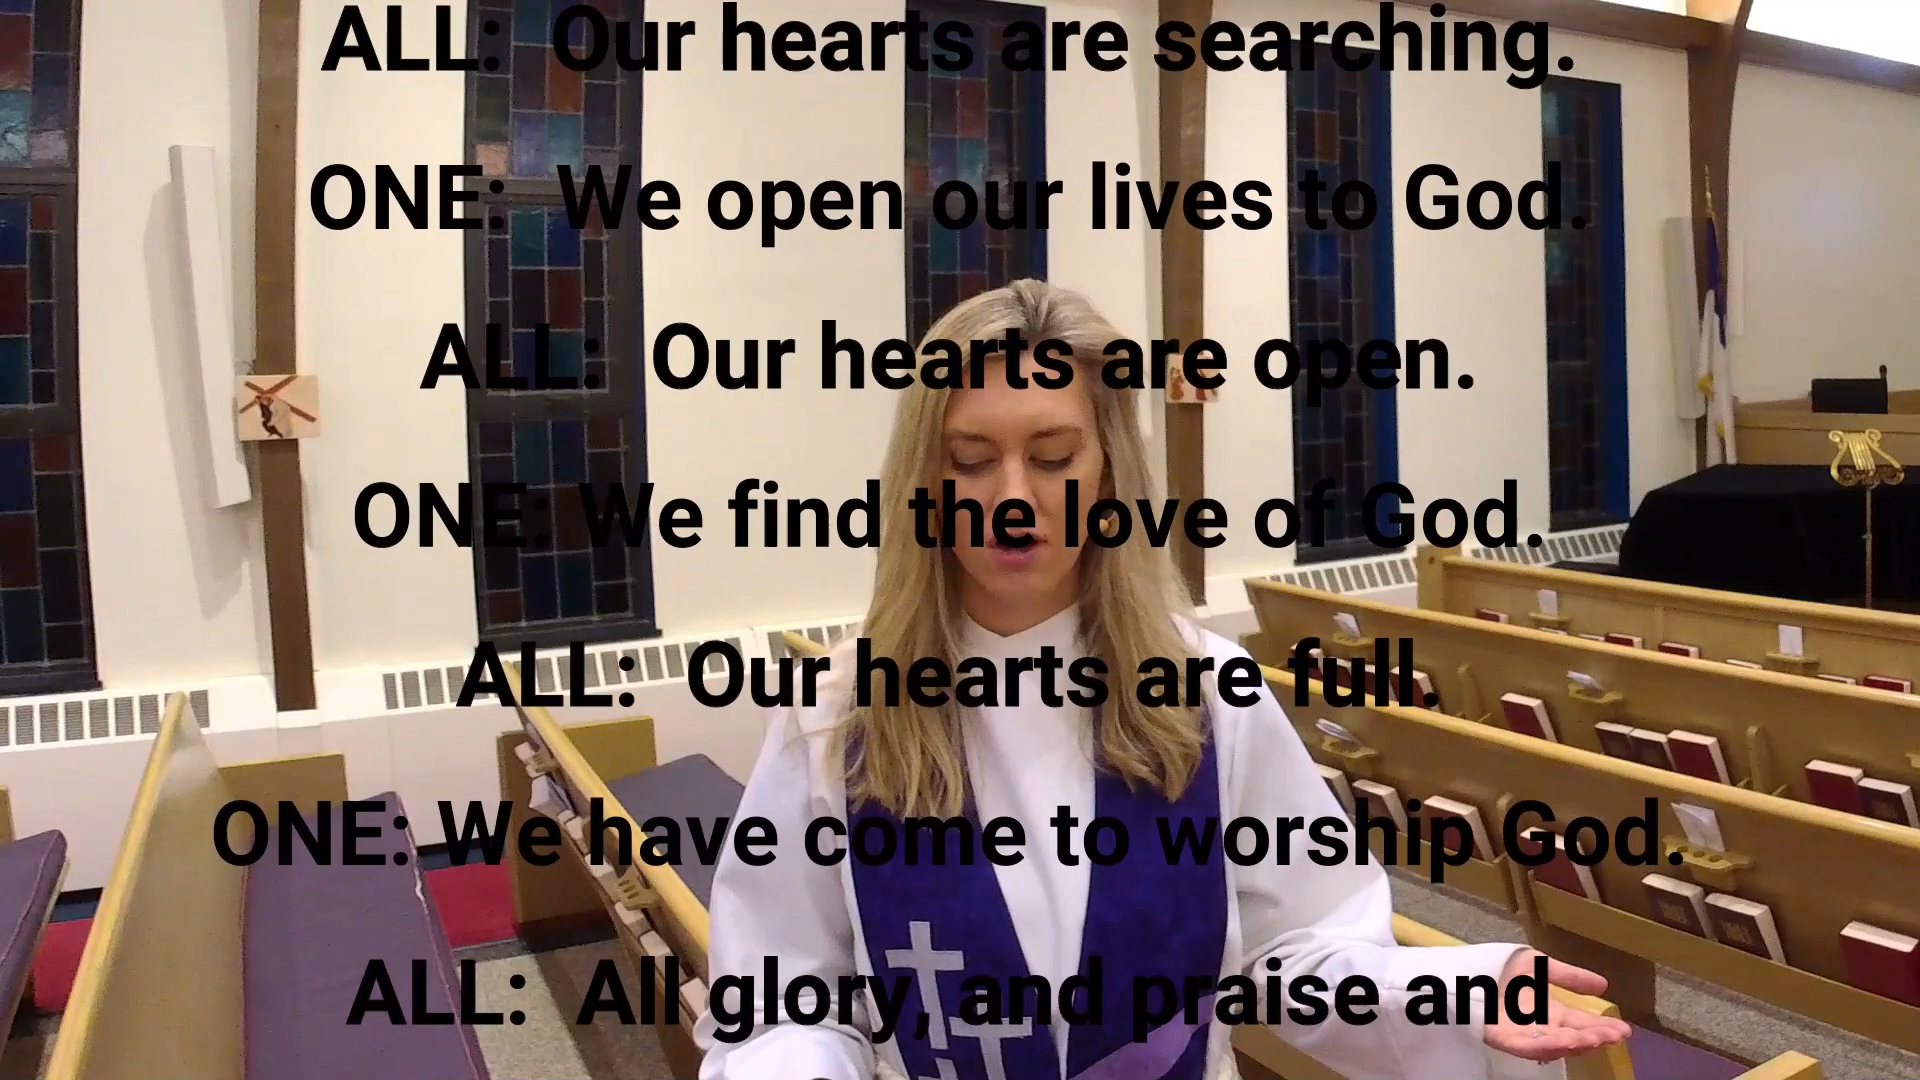 ALL:  Our hearts are searching.
ONE:  We open our lives to God.
ALL:  Our hearts are open.
ONE: We find the love of God.
ALL:  Our hearts are full.
ONE: We have come to worship God.
ALL:  All glory, and praise and